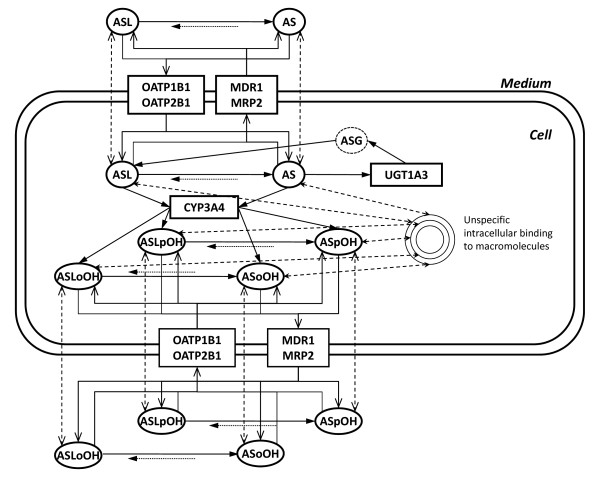 ASL
AS
OATP1B1
OATP2B1
MDR1
MRP2
Medium
Cell
ASG
ASL
AS
UGT1A3
CYP3A4
Unspecific
intracellular binding
to macromolecules
ASLpOH
ASpOH
ASLoOH
ASoOH
OATP1B1
OATP2B1
MDR1
MRP2
ASLpOH
ASpOH
ASLoOH
ASoOH